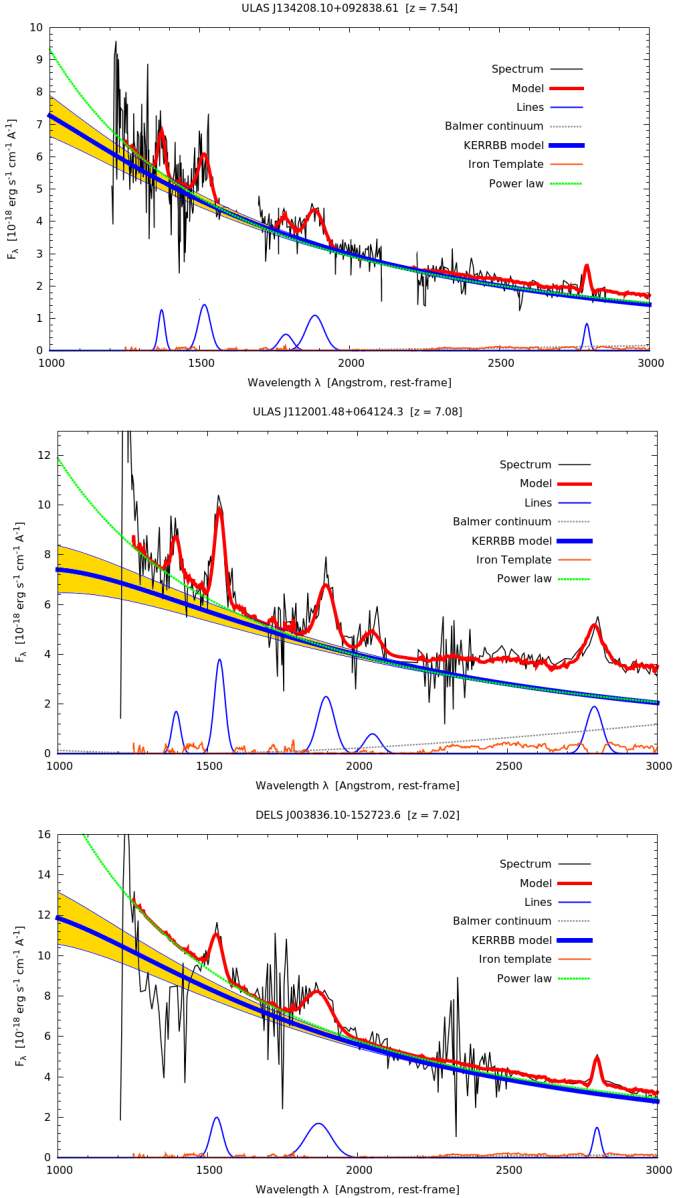 ULAS J134208.10+092838.61 [z = 7.54]
10
9
8
7
6
5
4
3
2
1
0
Fλ [10-18 erg s-1 cm-1 A-1]
Spectrum
Model
Lines
Balmer continuum
KERRBB model
Iron Template
Power law
1000 1500 2000 2500 3000
Wavelength λ [Angstrom, rest-frame]
ULAS J112001.48+064124.3 [z = 7.08]
12
10
8
6
4
2
0
Fλ [10-18 erg s-1 cm-1 A-1]
Spectrum
Model
Lines
Balmer continuum
KERRBB model
Iron Template
Power law
1000 1500 2000 2500 3000
Wavelength λ [Angstrom, rest-frame]
DELS J003836.10-152723.6 [z = 7.02]
16
14
12
10
8
6
4
2
0
Fλ [10-18 erg s-1 cm-1 A-1]
Spectrum
Model
Lines
Balmer continuum
KERRBB model
Iron template
Power law
1000 1500 2000 2500 3000
Wavelength λ [Angstrom, rest-frame]